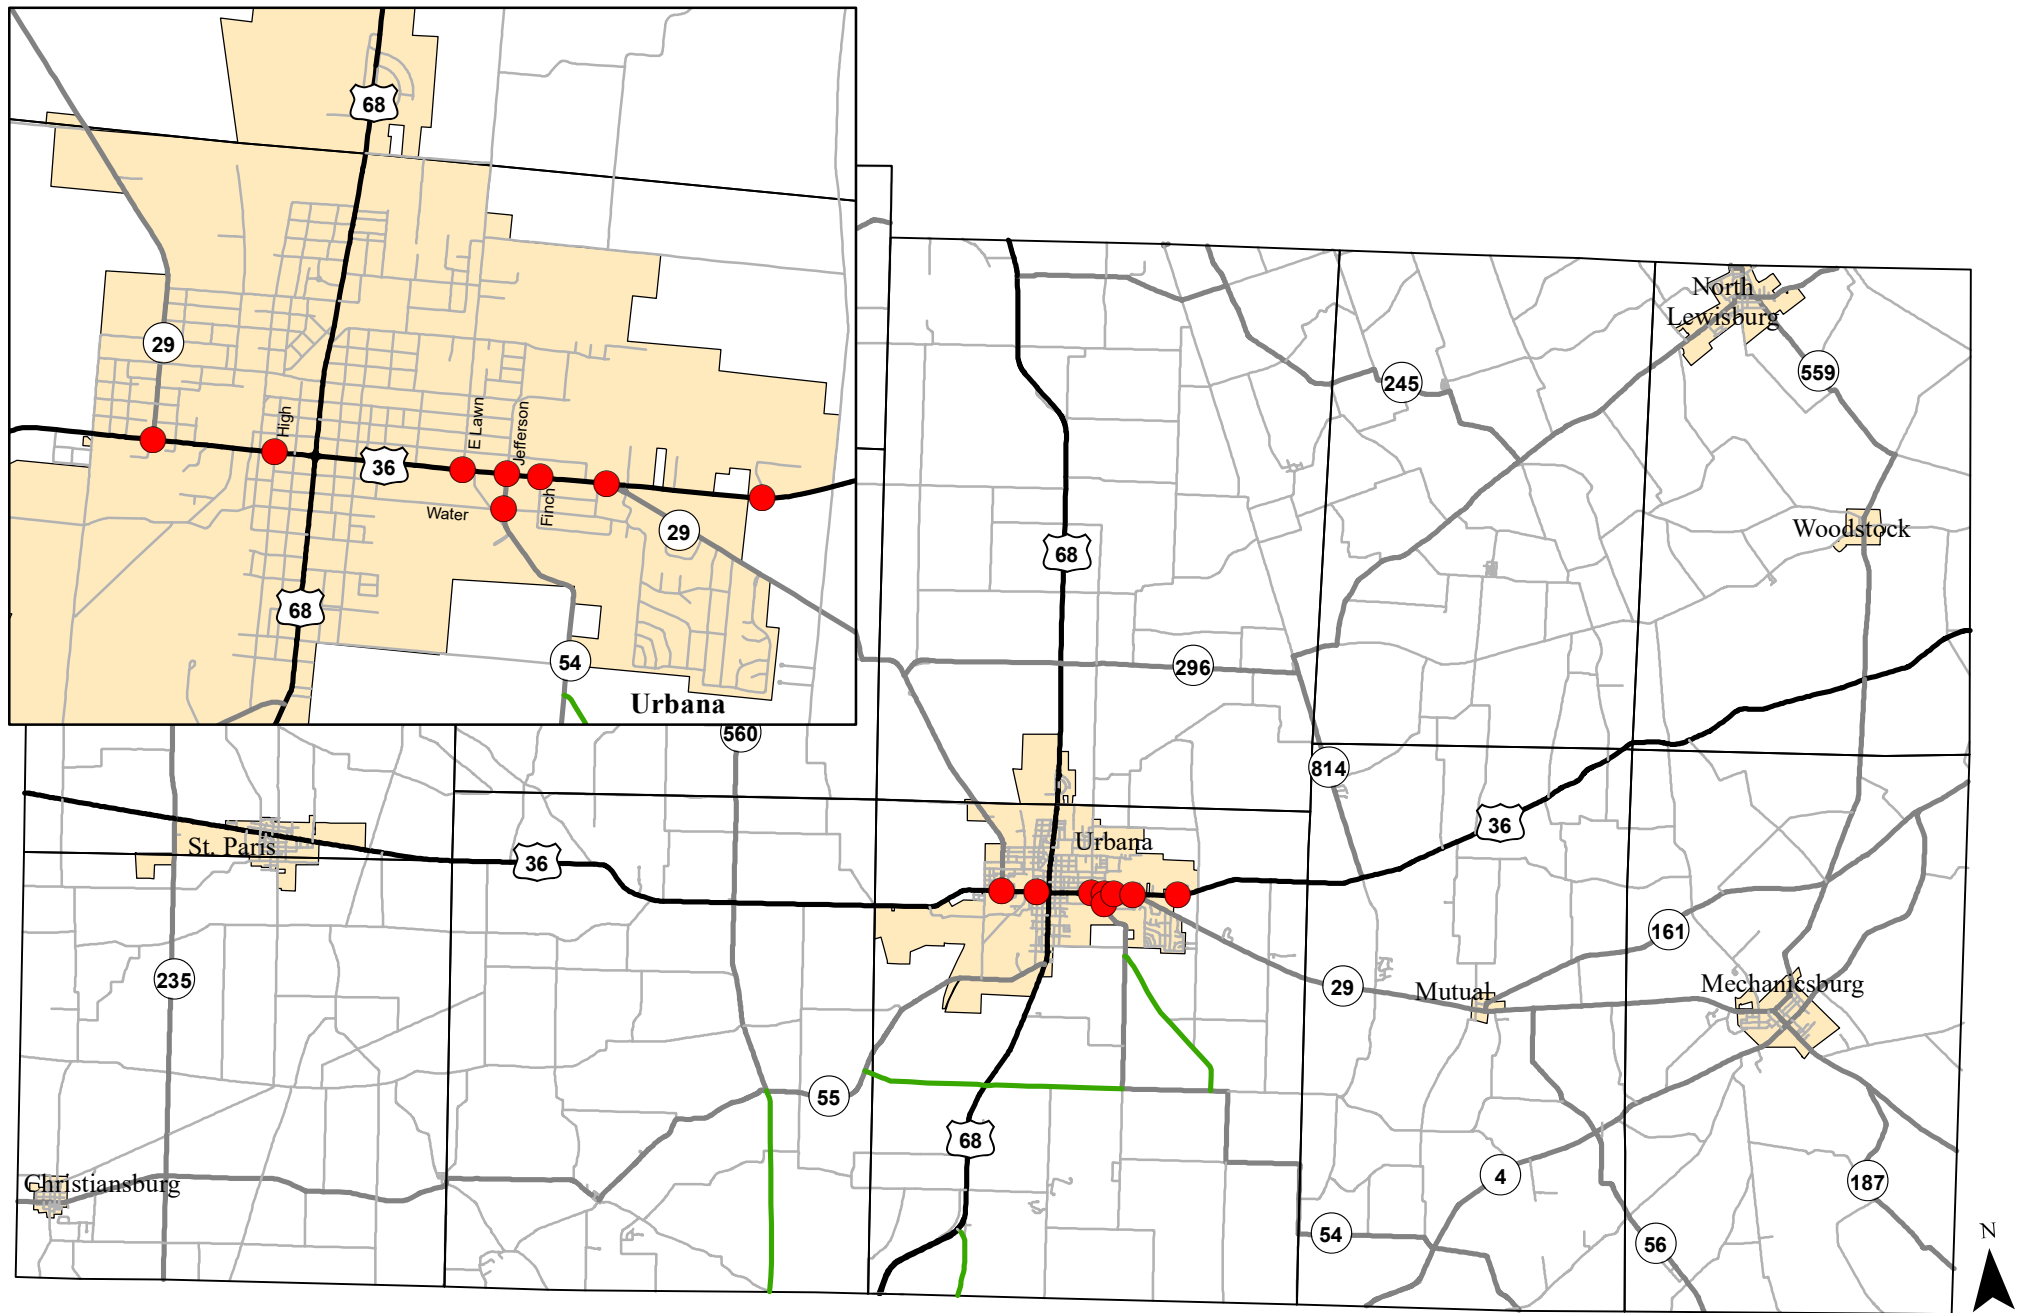 68
29
High
E Lawn
Jefferson
36
Water
Finch
29
68
54
Urbana
North
Lewisburg
245
559
68
Woodstock
296
560
814
St. Paris
36
Urbana
36
161
235
29
Mutual
Mechanicsburg
55
68
Christiansburg
4
187
54
56
N